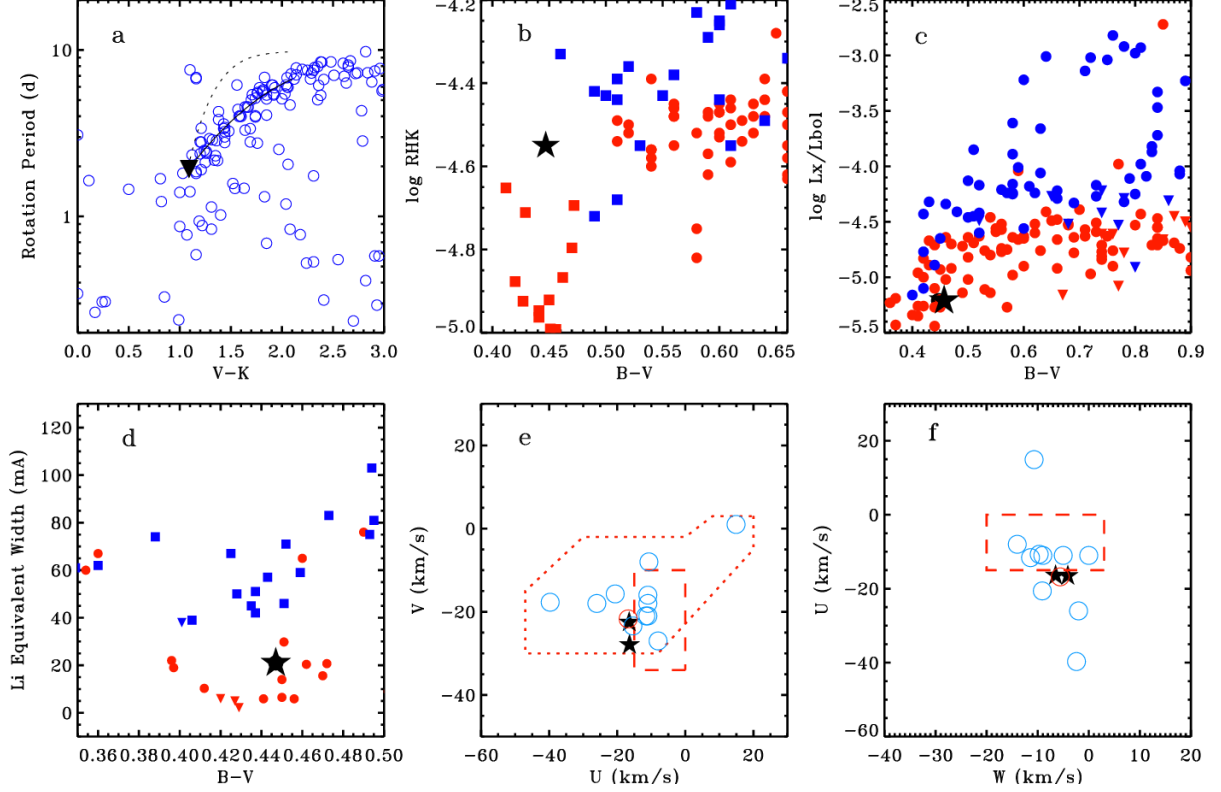 a
Rotation Period (d)
10
1
0.0 0.5 1.0 1.5 2.0 2.5 3.0
V-K
b
log RHK
-4.2
-4.4
-4.6
-4.8
-5.0
0.40 0.45 0.50 0.55 0.60 0.65
B-V
c
log Lx/Lbol
-2.5
-3.0
-3.5
-4.0
-4.5
-5.0
-5.5
0.4 0.5 0.6 0.7 0.8 0.9
B-V
d
Li Equivalent Width (mA)
120
100
80
60
40
20
0
0.36 0.38 0.40 0.42 0.44 0.46 0.48 0.50
B-V
e
V (km/s)
20
0
-20
-40
-60 -40 -20 0 20
U (km/s)
f
U (km/s)
20
0
-20
-40
-60
-40 -30 -20 -10 0 10 20
W (km/s)